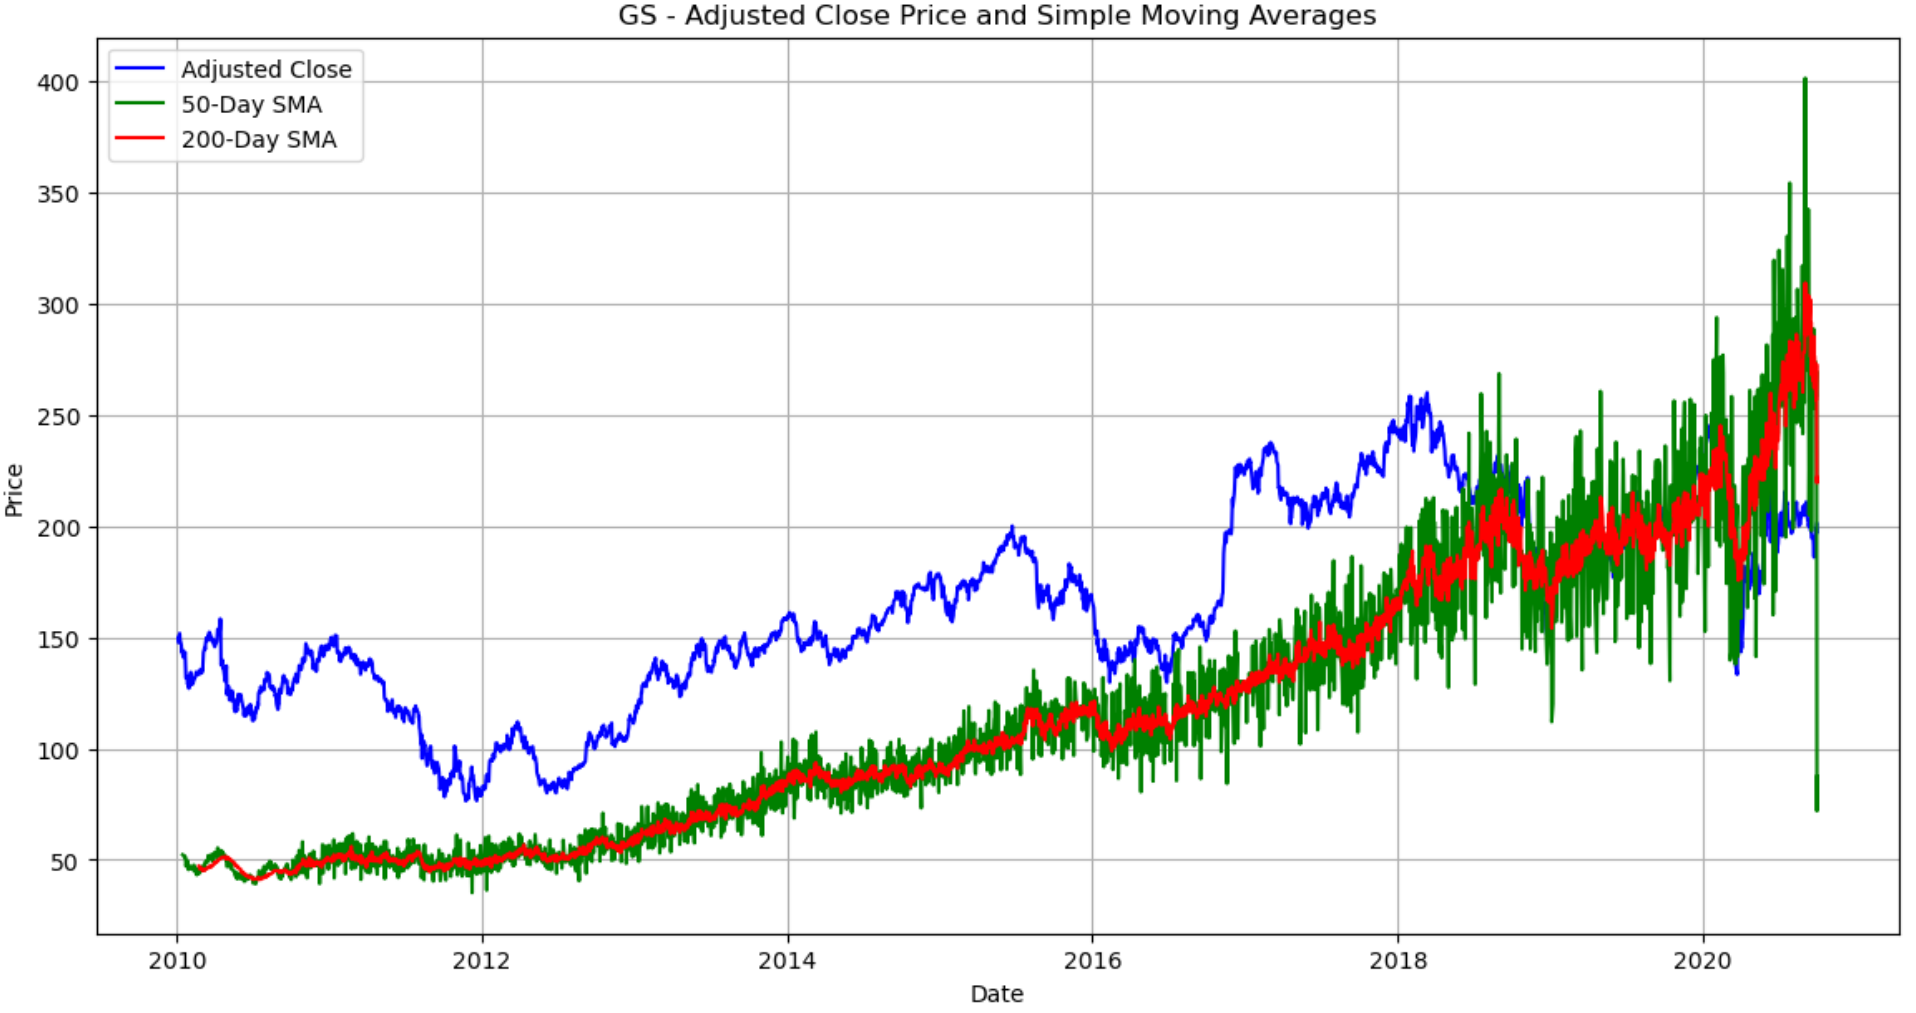 GS - Adjusted Close Price and Simple Moving Averages
Adjusted Close
50-Day SMA
200-Day SMA
400
350
300
250
200
150
100
50
Price
2010
2012
2014
2016
2018
2020
Date